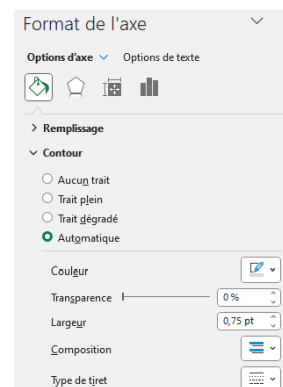 Format de l'axe
Options d'axe Options de texte
Remplissage
Contour
Aucun trait
Trait plein
Trait dégradé
Automatique
Couleur
Transparence 0 %
Largeur 0,75 pt
Composition
Type de tiret